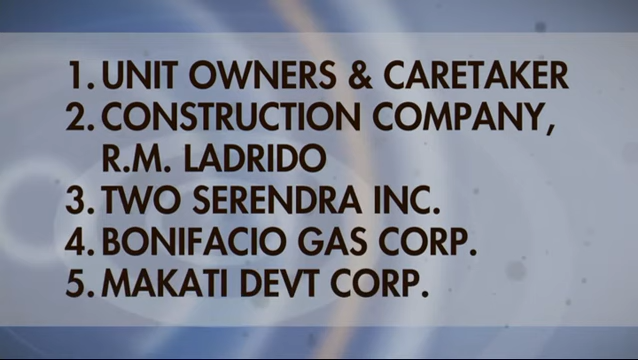 1. UNIT OWNERS & CARETAKER
2. CONSTRUCTION COMPANY,
R.M. LADRIDO
3. TWO SERENDRA INC.
4. BONIFACIO GAS CORP.
5. MAKATI DEVT CORP.